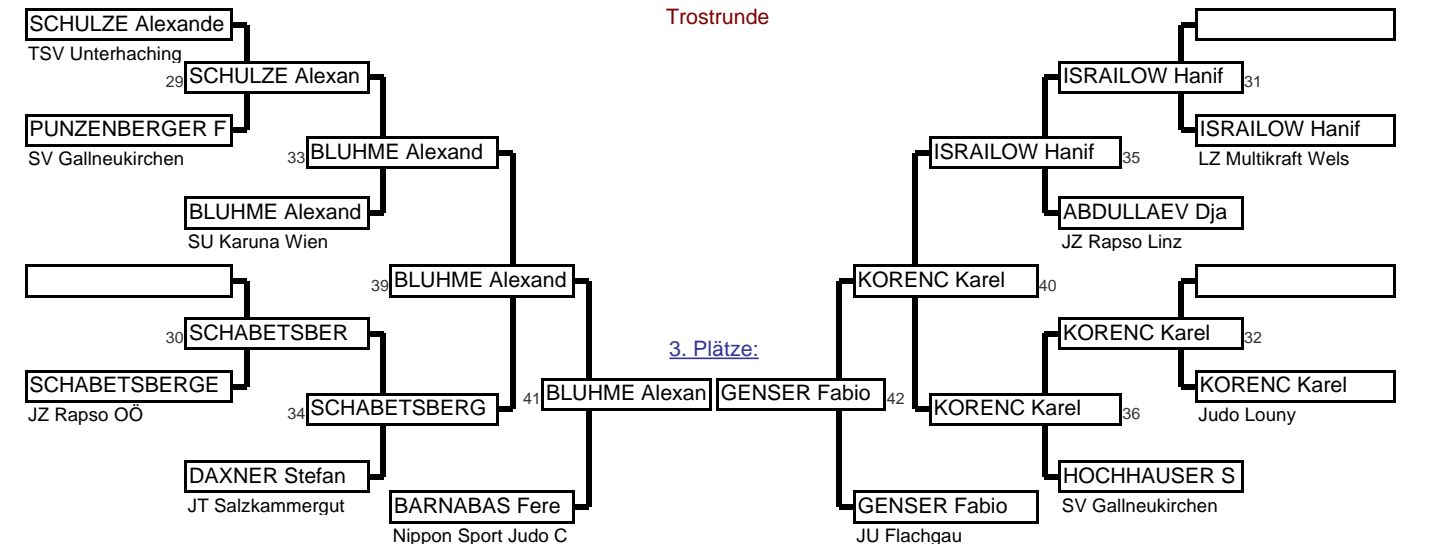 Trostrunde
SCHULZE Alexande
TSV Unterhaching
29 SCHULZE Alexan
PUNZENBERGER F
SV Gallneukirchen
33 BLUHME Alexand
BLUHME Alexand
SU Karuna Wien
39 BLUHME Alexand
30 SCHABETSBER
SCHABETSBERGE
JZ Rapso OÖ
34 SCHABETSBERG
DAXNER Stefan
JT Salzkammergut
41 BLUHME Alexan
BARNABAS Fere
Nippon Sport Judo C
3. Plätze:
GENSER Fabio 42
GENSER Fabio
JU Flachgau
KORENC Karel 40
ISRAILOW Hanif 35
ISRAILOW Hanif 31
ISRAILOW Hanif
LZ Multikraft Wels
ABDULLAEV Dja
JZ Rapso Linz
KORENC Karel 32
KORENC Karel
Judo Louny
KORENC Karel 36
HOCHHAUSER S
SV Gallneukirchen